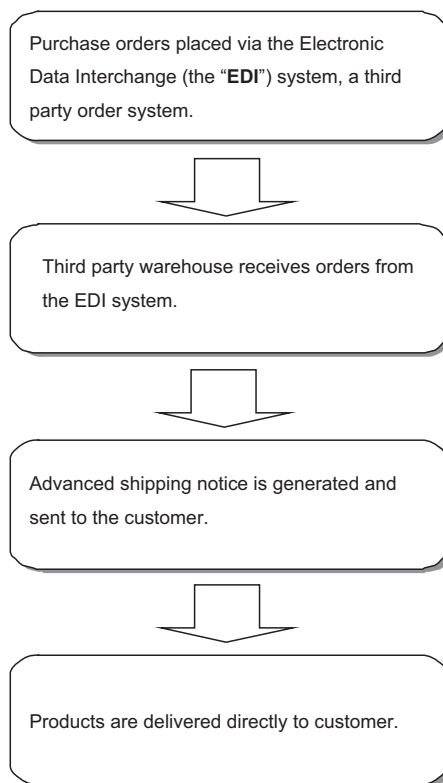 Purchase orders placed via the Electronic
Data Interchange (the “EDI”) system, a third
party order system.
Third party warehouse receives orders from
the EDI system.
Advanced shipping notice is generated and
sent to the customer.
Products are delivered directly to customer.